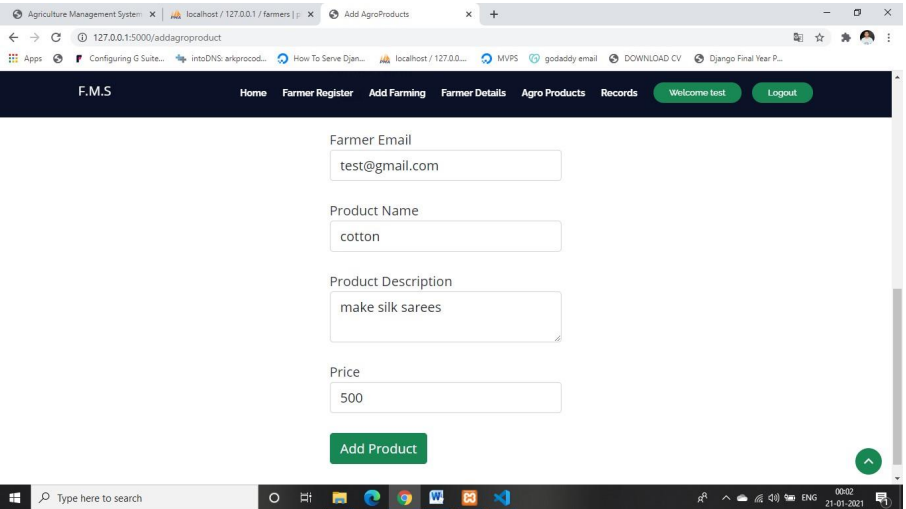 Agriculture Management System localhost / 127.0.0.1 / farmers | p Add AgroProducts
127.0.0.1:5000/addagroproduct
Apps Configuring G Suite... intoDNS: arkprocod... How To Serve Djan... localhost / 127.0.0.... MVPS godaddy email DOWNLOAD CV Django Final Year P...
F.M.S Home Farmer Register Add Farming Farmer Details Agro Products Records Welcome test Logout
Farmer Email
test@gmail.com
Product Name
cotton
Product Description
make silk sarees
Price
500
Add Product
Type here to search ENG 00:02
21-01-2021